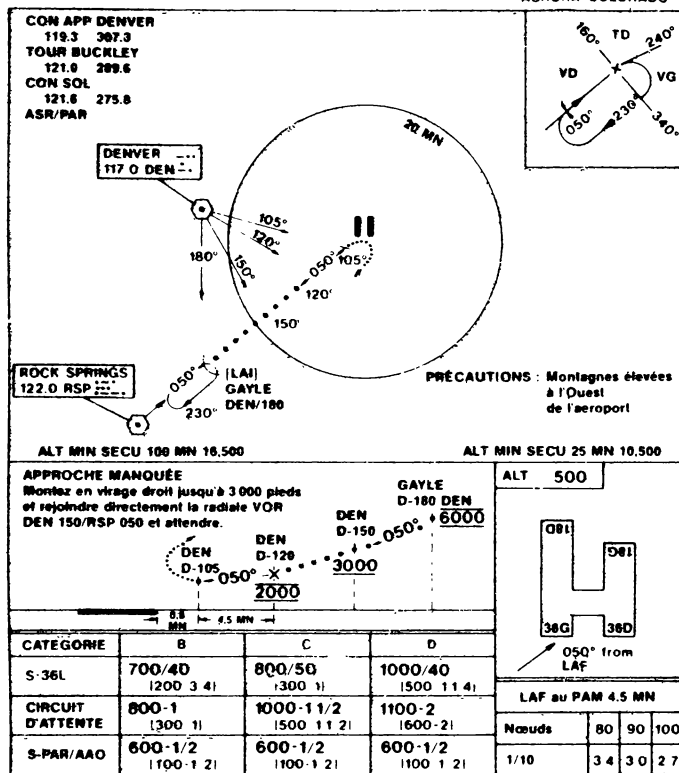 CON APP DENVER
119.3 307.3
TOUR BUCKLEY
121.0 289.6
CON SOL
121.6 275.8
ASR/PAR
160° TD 240°
VD VG
050° 230° 340°
20 MN
DENVER
117 0 DEN
105°
120°
150°
180°
050°
105°
120'
150'
ROCK SPRINGS
122.0 RSP
050°
230°
[LAI]
GAYLE
DEN/180
PRÉCAUTIONS : Montagnes élevées
à l'Ouest
de l'aeroport
ALT MIN SECU 100 MN 16,500
ALT MIN SECU 25 MN 10,500
APPROCHE MANQUÉE
Montez en virage droit jusqu'à 3 000 pieds
et rejoindre directement la radiale VOR
DEN 150/RSP 050 et attendre.
GAYLE
D-180 DEN
6000
050°
DEN
D-150
3000
DEN
D-120
2000
DEN
D-105
050°
MN
4.5 MN
ALT 500
18D
18G
36G 36D
050° from
LAF
CATEGORIE B C D
S-36L 700/40 800/50 1000/40
[200 3 4] [300 1] [500 1 1 4]
CIRCUIT D'ATTENTE 800-1 1000-1 1/2 1100-2
[300 1] [500 1 1 2] [600-2]
S-PAR/AAO 600-1/2 600-1/2 600-1/2
[100-1 2] [100-1 2] [100 1 2]
LAF au PAM 4.5 MN
Nœuds 80 90 100
1/10 3 4 3 0 2 7